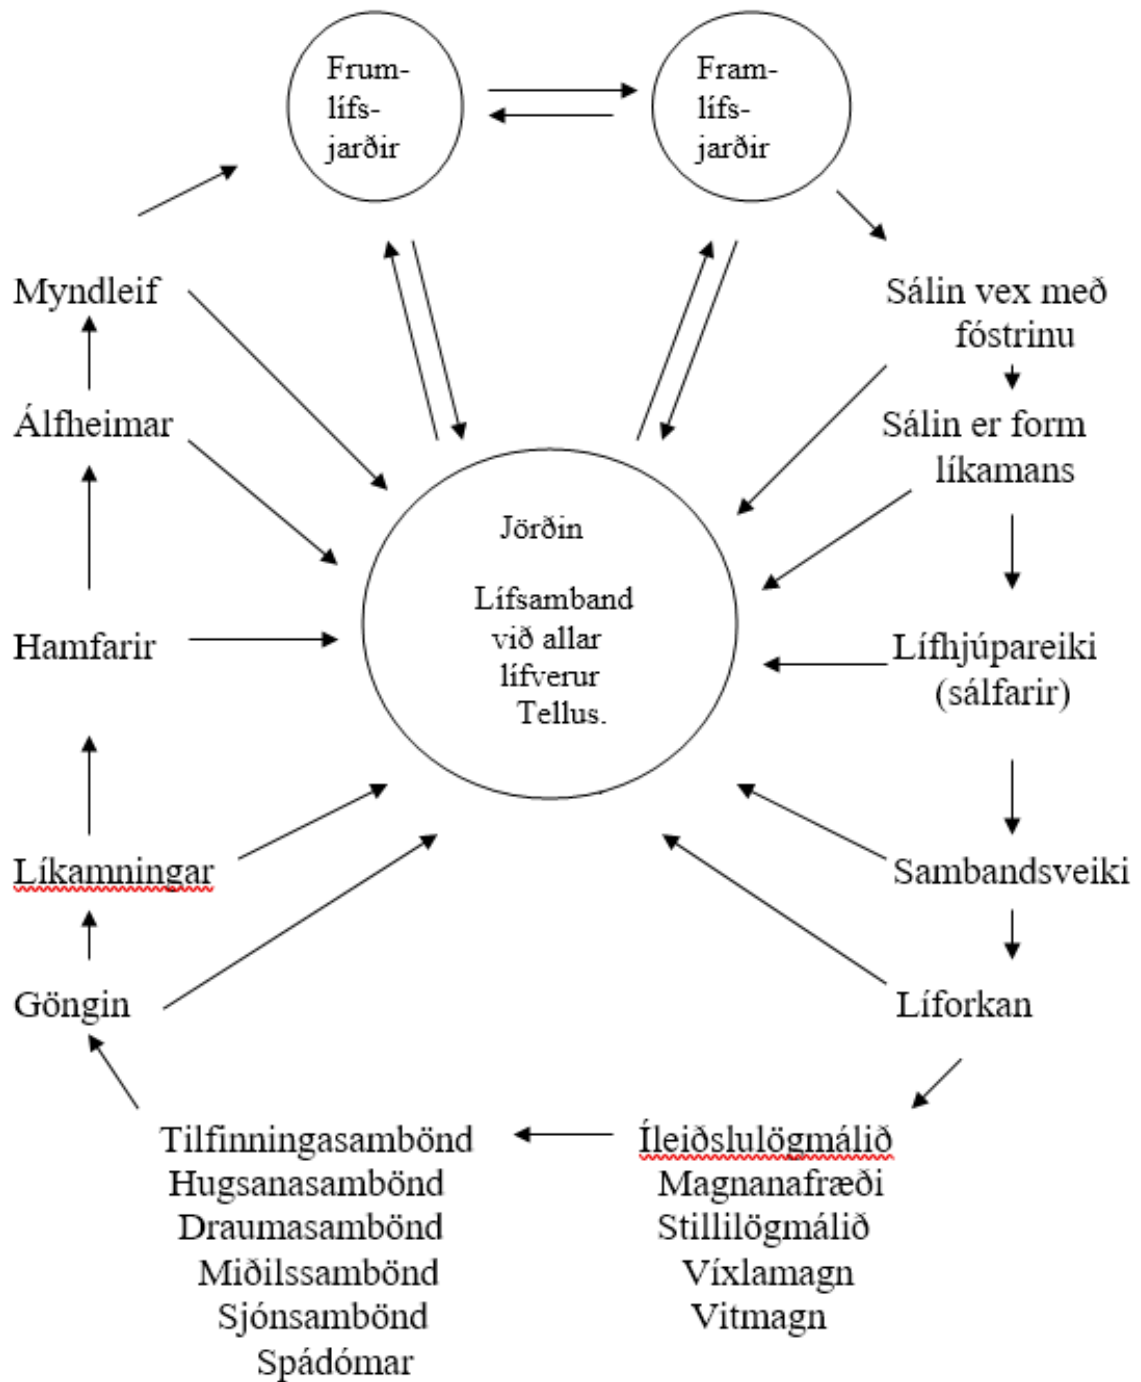 Frum-
lífs-
jarðir
Fram-
lífs-
jarðir
Myndleif
Sálin vex með
fóstrinu
Álfheimar
Sálin er form
líkamans
Jörðin
Lífsamband
við allar
lífverur
Tellus.
Hamfarir
Lífhjúpareiki
(sálfarir)
Líkamningar
Sambandsveiki
Göngin
Líforkan
Tilfinningasambönd
Hugsanasambönd
Draumasambönd
Miðilssambönd
Sjónsambönd
Spádómar
Íleiðslulögmálið
Magnanafræði
Stillilögmálið
Víxlamagn
Vitmagn